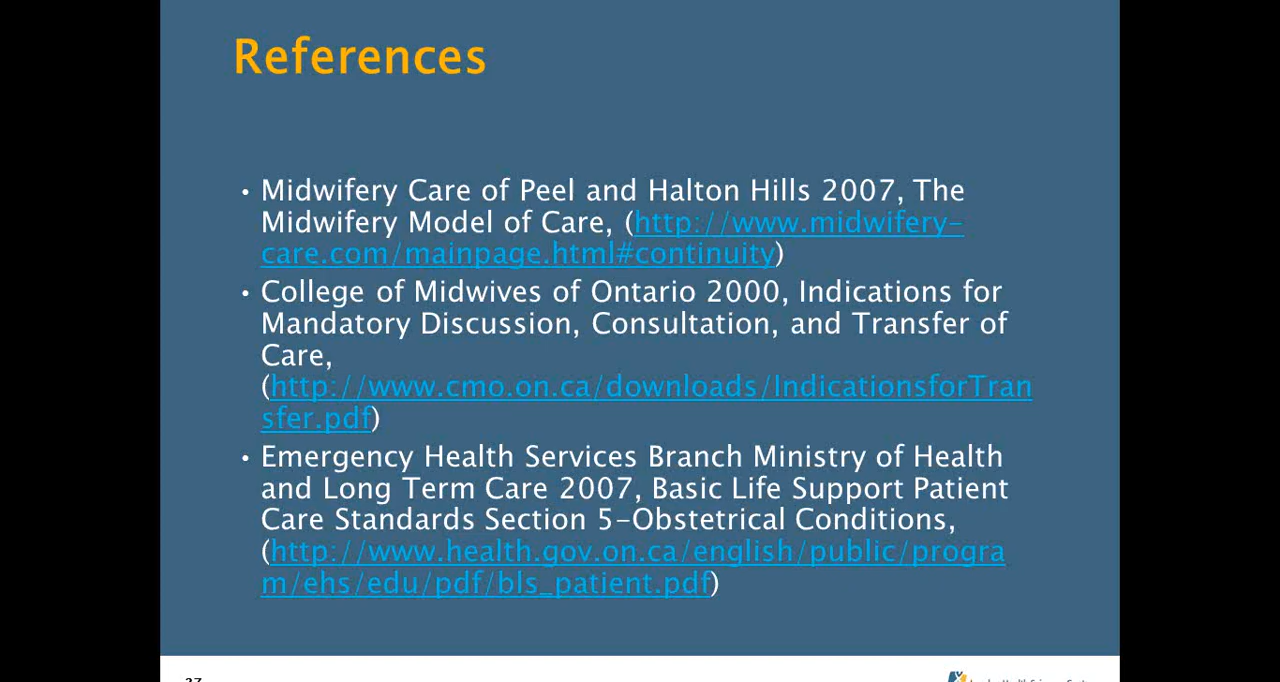 References
• Midwifery Care of Peel and Halton Hills 2007, The
Midwifery Model of Care, (http://www.midwifery-
care.com/mainpage.html#continuity)
• College of Midwives of Ontario 2000, Indications for
Mandatory Discussion, Consultation, and Transfer of
Care,
(http://www.cmo.on.ca/downloads/IndicationsforTran
sfer.pdf)
• Emergency Health Services Branch Ministry of Health
and Long Term Care 2007, Basic Life Support Patient
Care Standards Section 5-Obstetrical Conditions,
(http://www.health.gov.on.ca/english/public/progra
m/ehs/edu/pdf/bls_patient.pdf)